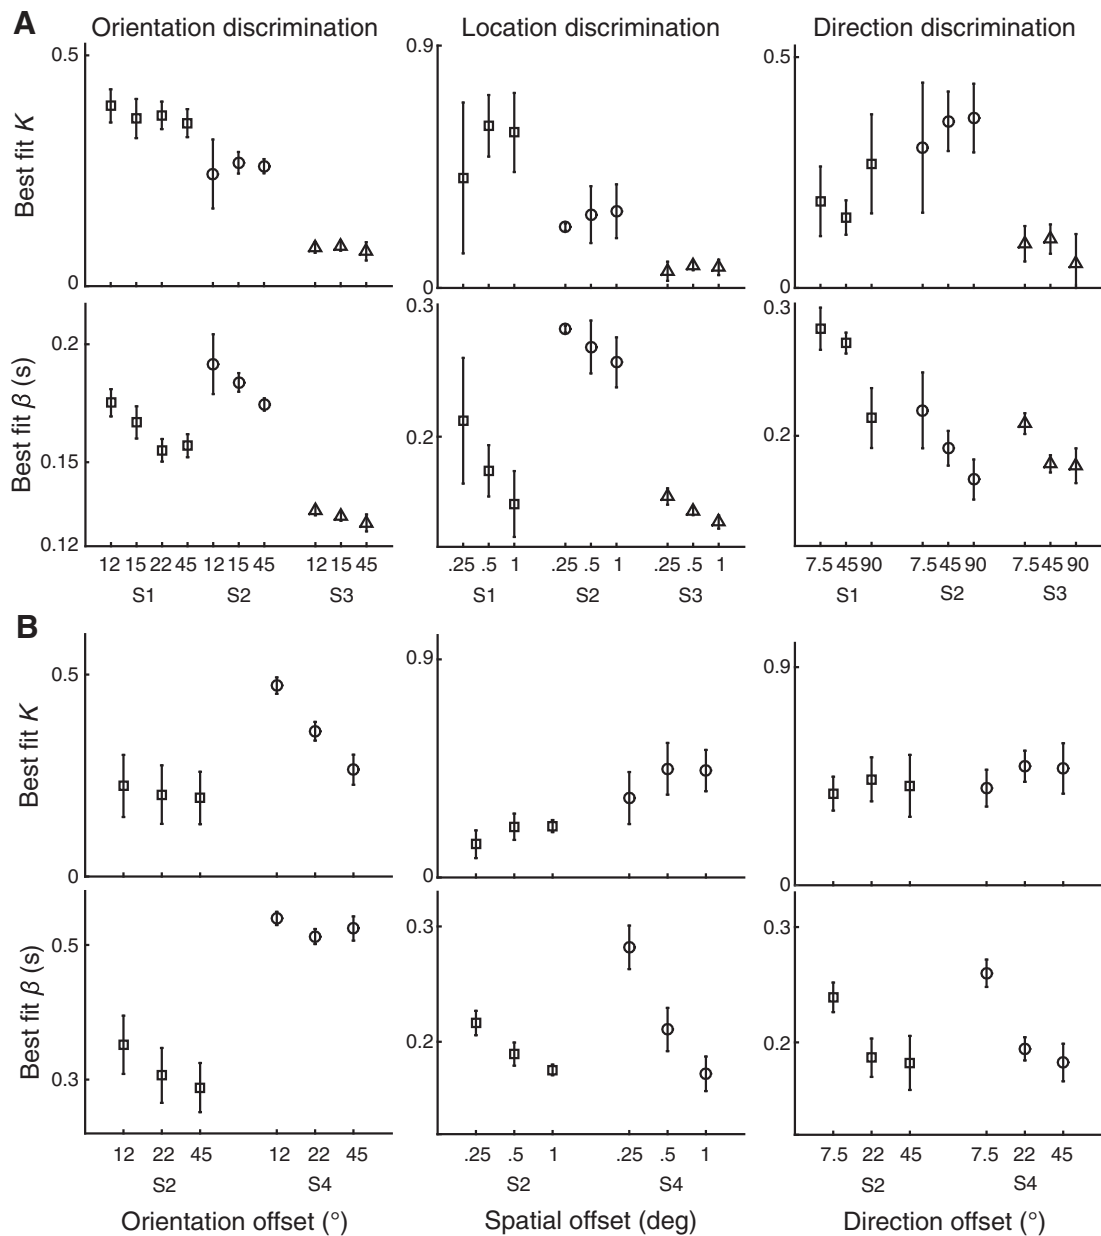 A
Orientation discrimination Location discrimination Direction discrimination
Best fit K
0.5
0
0.9
0
0.5
0
Best fit β (s)
0.2
0.15
0.12
0.3
0.2
0.3
0.2
12 15 22 45 12 15 45 12 15 45
S1 S2 S3
.25 .5 1 .25 .5 1 .25 .5 1
S1 S2 S3
7.5 45 90 7.5 45 90 7.5 45 90
S1 S2 S3
B
Best fit K
0.5
0
0.9
0
0.9
0
Best fit β (s)
0.5
0.3
0.3
0.2
0.3
0.2
12 22 45 12 22 45
S2 S4
Orientation offset (°)
.25 .5 1 .25 .5 1
S2 S4
Spatial offset (deg)
7.5 22 45 7.5 22 45
S2 S4
Direction offset (°)